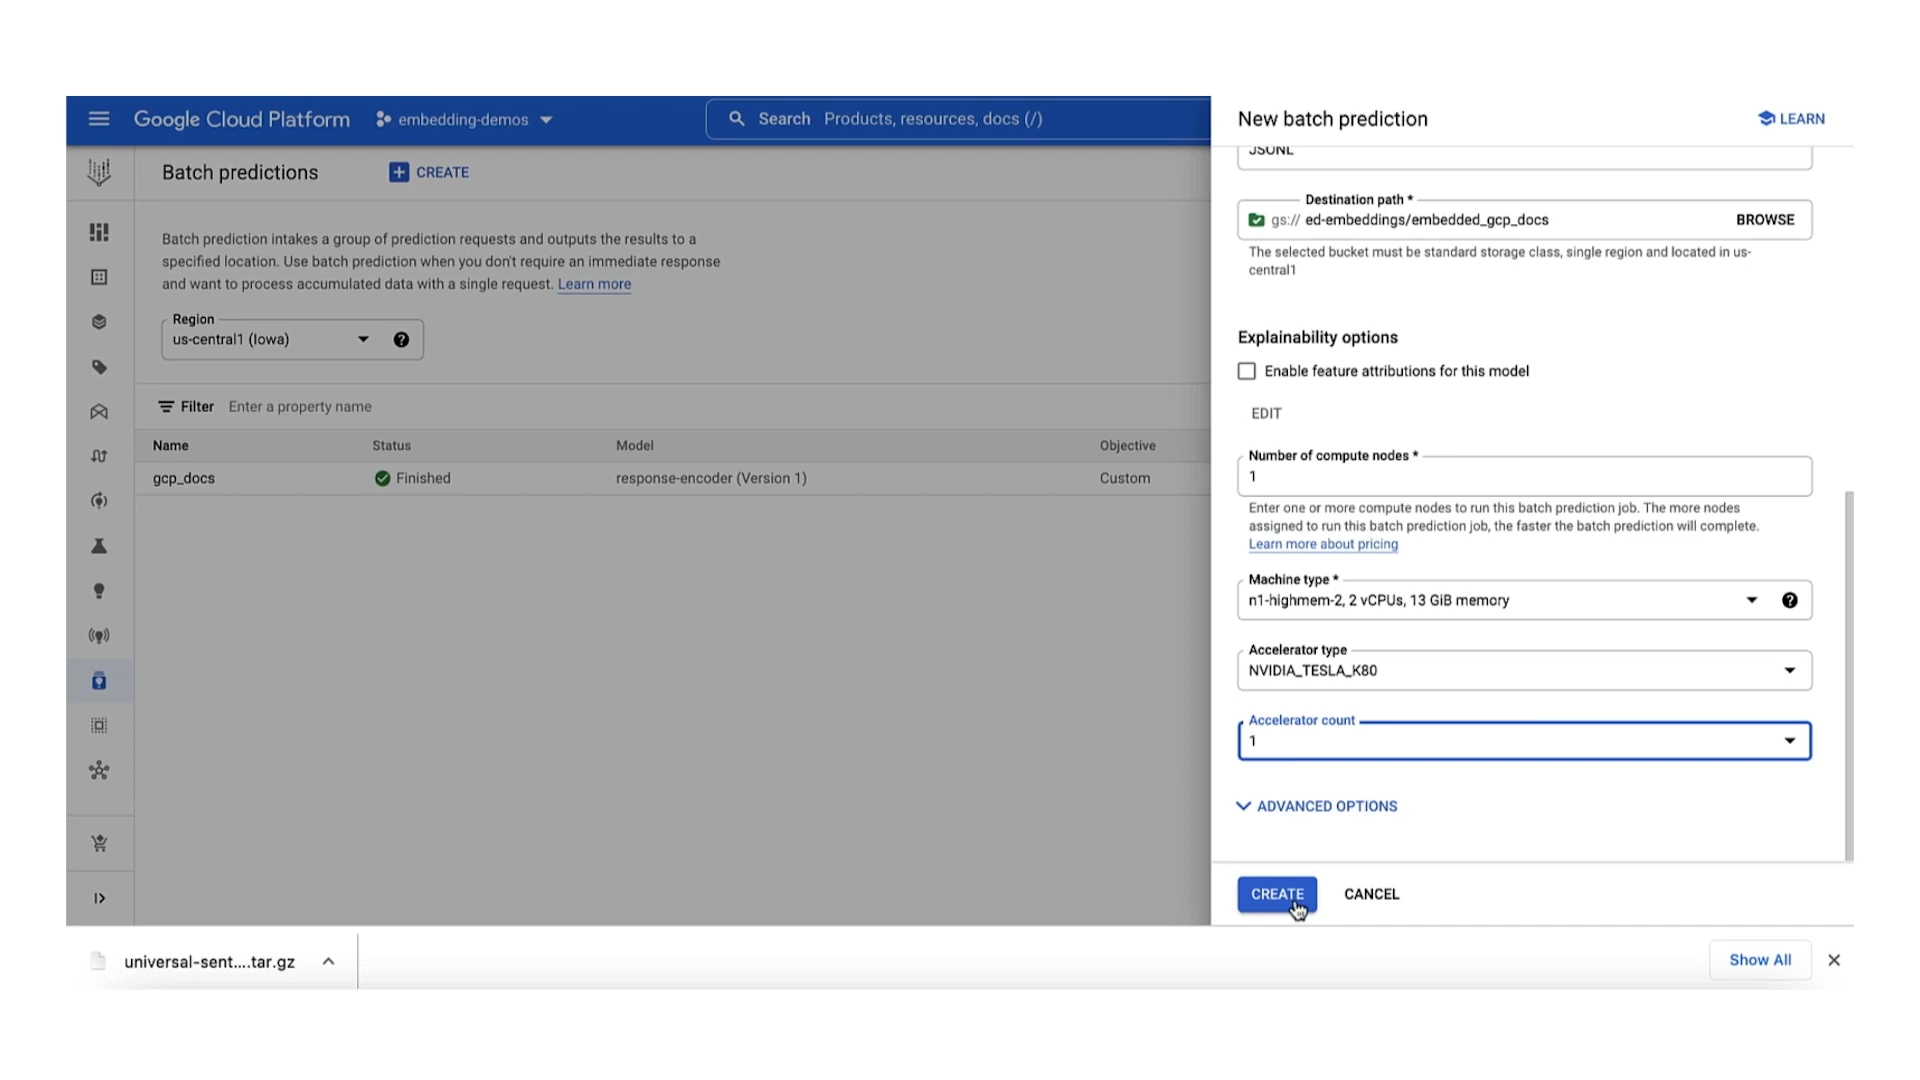 Google Cloud Platform
embedding-demos
Search Products, resources, docs (/)
Batch predictions
CREATE
Batch prediction intakes a group of prediction requests and outputs the results to a
specified location. Use batch prediction when you don't require an immediate response
and want to process accumulated data with a single request. Learn more
Region
us-central1 (Iowa)
Filter Enter a property name
Name Status Model Objective
gcp_docs Finished response-encoder (Version 1) Custom
New batch prediction
LEARN
JSONL
Destination path *
gs:// ed-embeddings/embedded_gcp_docs BROWSE
The selected bucket must be standard storage class, single region and located in us-
central1
Explainability options
Enable feature attributions for this model
EDIT
Number of compute nodes *
1
Enter one or more compute nodes to run this batch prediction job. The more nodes
assigned to run this batch prediction job, the faster the batch prediction will complete.
Learn more about pricing
Machine type *
n1-highmem-2, 2 vCPUs, 13 GiB memory
Accelerator type
NVIDIA_TESLA_K80
Accelerator count
1
ADVANCED OPTIONS
CREATE CANCEL
universal-sent....tar.gz
Show All